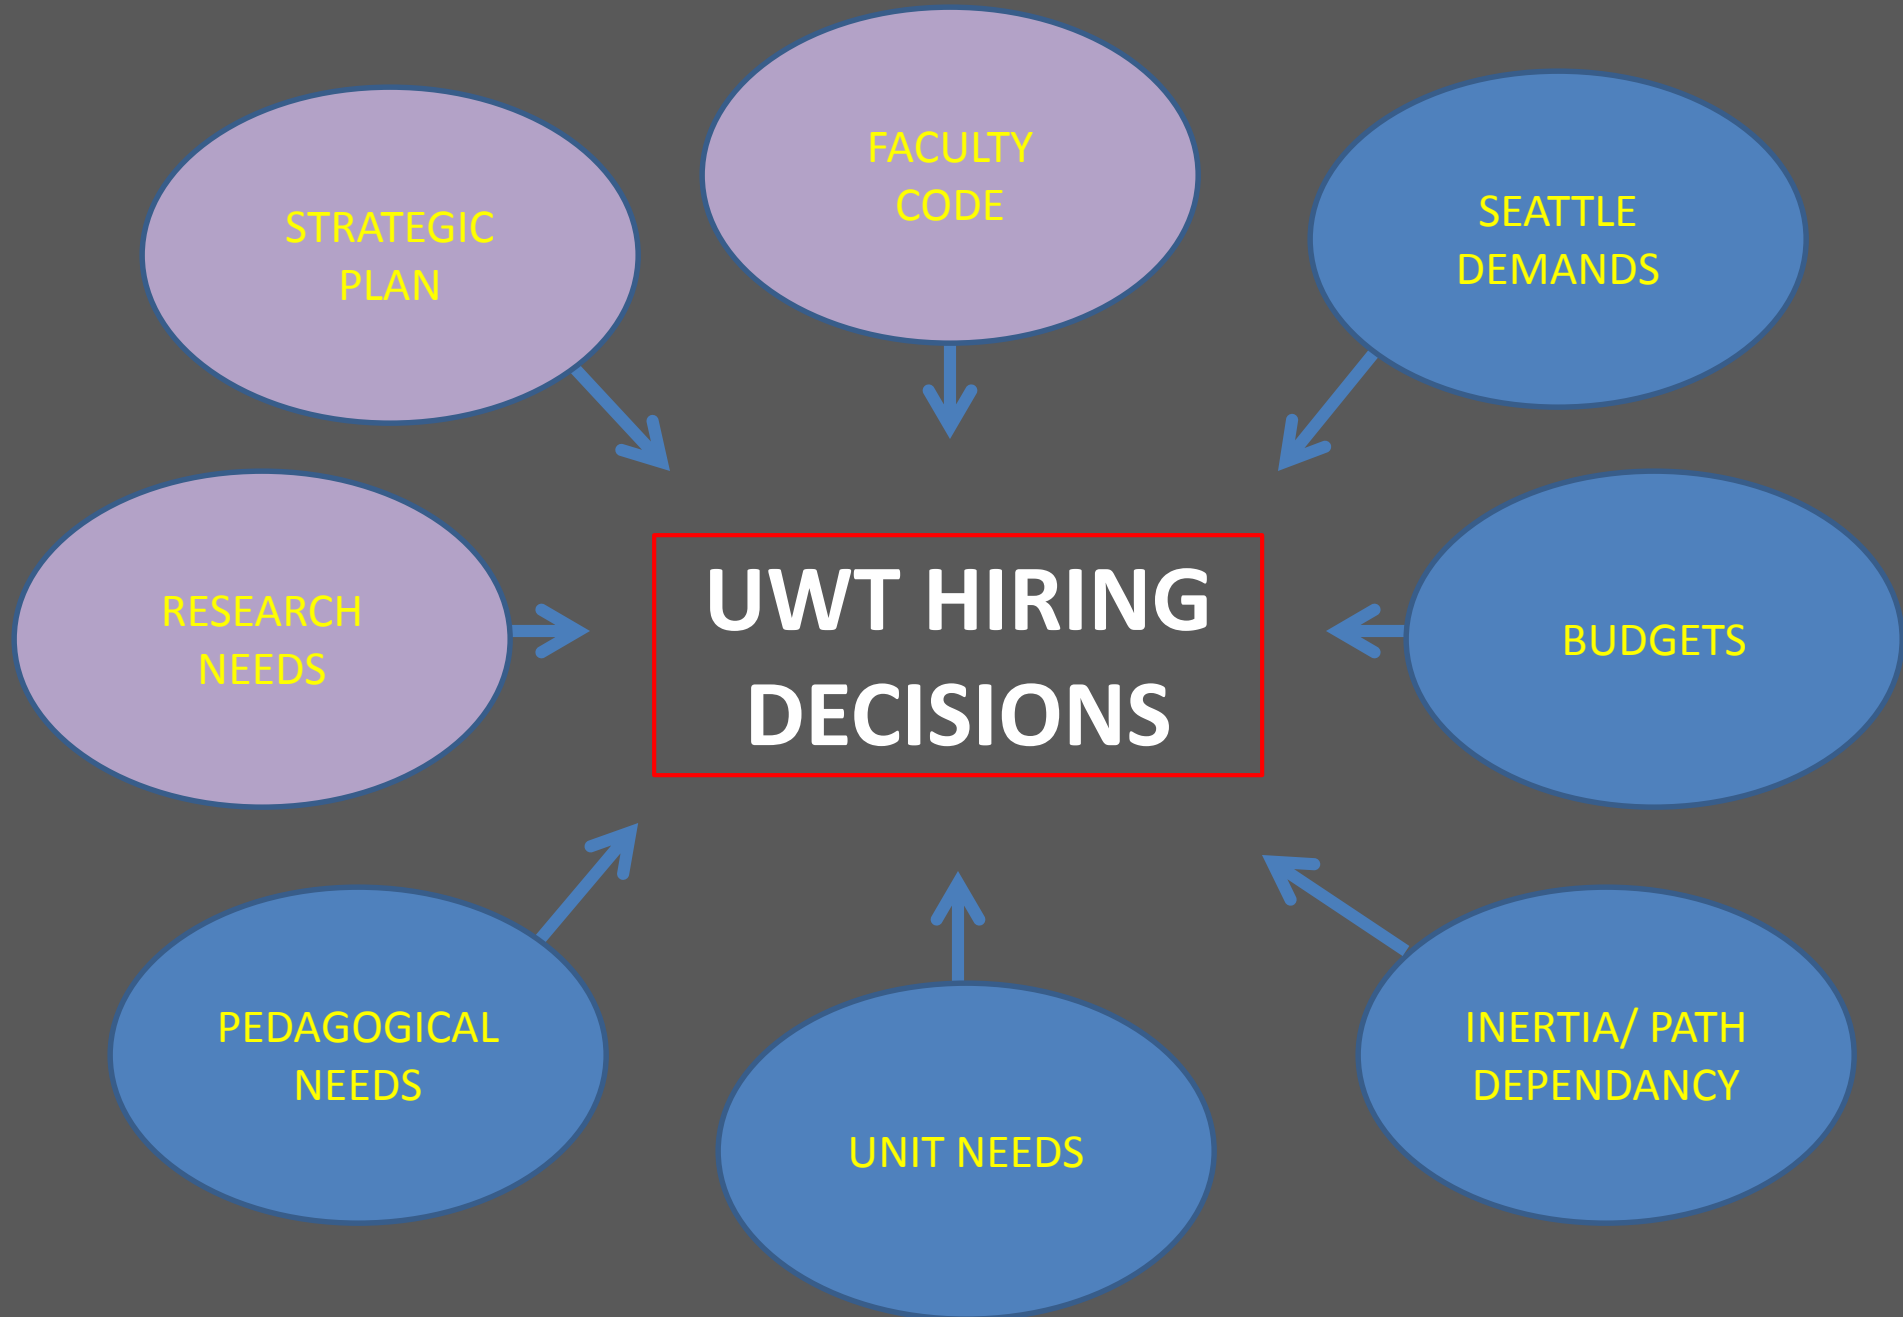 FACULTY
CODE
STRATEGIC
PLAN
SEATTLE
DEMANDS
RESEARCH
NEEDS
UWT HIRING
DECISIONS
BUDGETS
PEDAGOGICAL
NEEDS
UNIT NEEDS
INERTIA/ PATH
DEPENDANCY